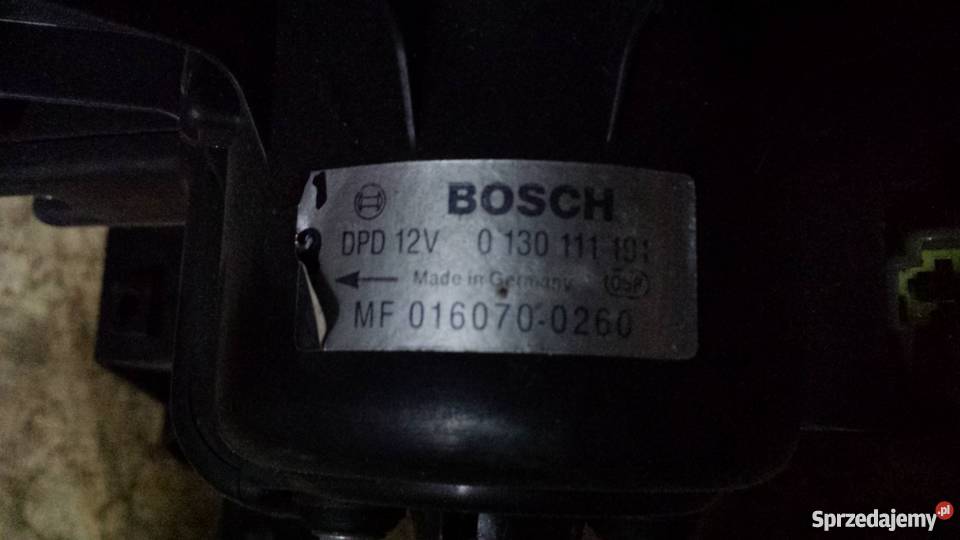 BOSCH
DPD 12V 0 130 111 191
Made in Germany
MF 016070-0260
Sprzedajemy.pl